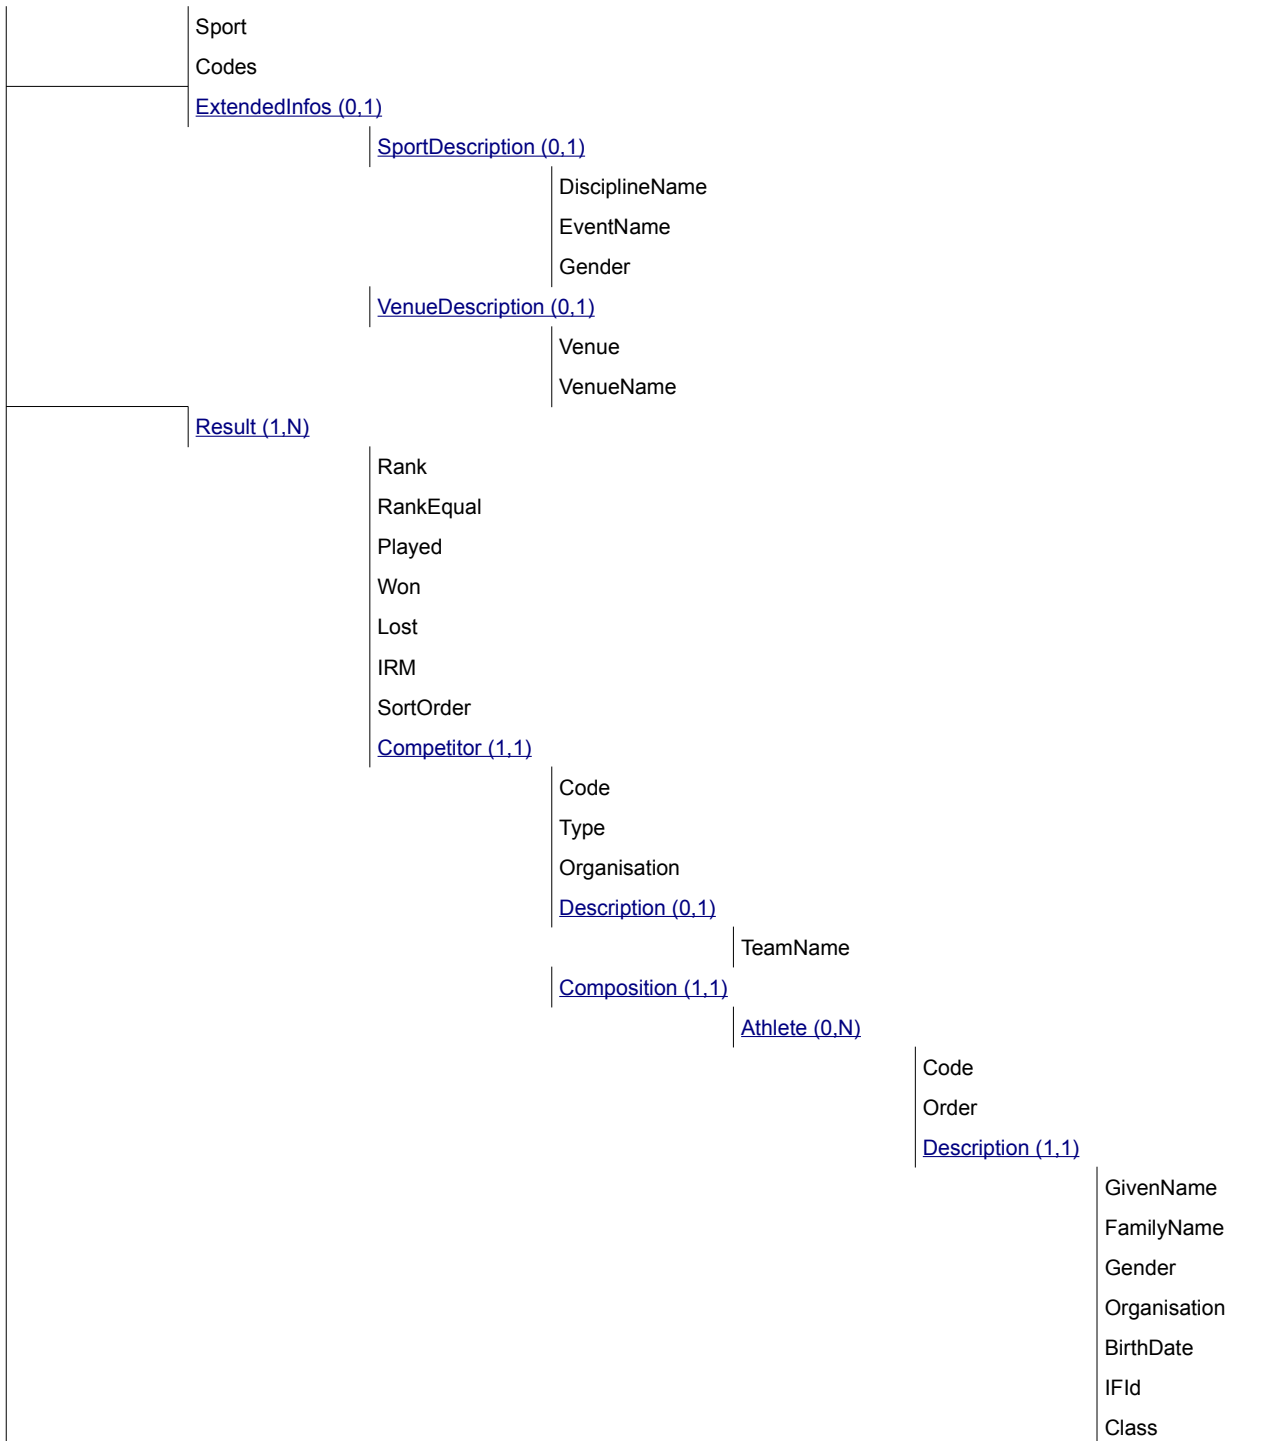 Sport
Codes
ExtendedInfos (0,1)
SportDescription (0,1)
DisciplineName
EventName
Gender
VenueDescription (0,1)
Venue
VenueName
Result (1,N)
Rank
RankEqual
Played
Won
Lost
IRM
SortOrder
Competitor (1,1)
Code
Type
Organisation
Description (0,1)
TeamName
Composition (1,1)
Athlete (0,N)
Code
Order
Description (1,1)
GivenName
FamilyName
Gender
Organisation
BirthDate
IFId
Class